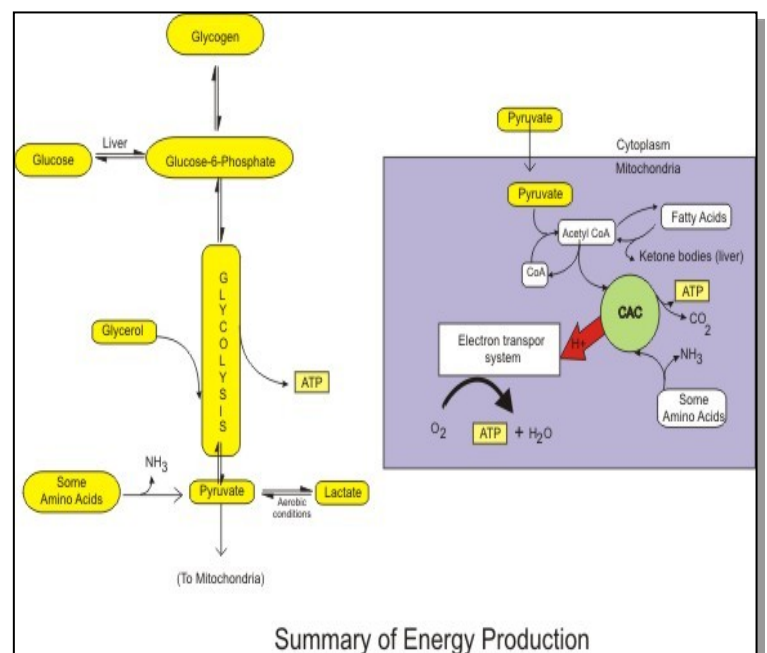 Glycogen
Liver
Glucose
Glucose-6-Phosphate
GLYCOLYSIS
Glycerol
ATP
NH3
Some
Amino Acids
Pyruvate
Lactate
Aerobic
conditions
(To Mitochondria)
Pyruvate
Cytoplasm
Mitochondria
Pyruvate
Acetyl CoA
Fatty Acids
Ketone bodies (liver)
CoA
CAC
ATP
CO2
H+
NH3
Electron transpor
system
Some
Amino Acids
O2
ATP + H2O
Summary of Energy Production